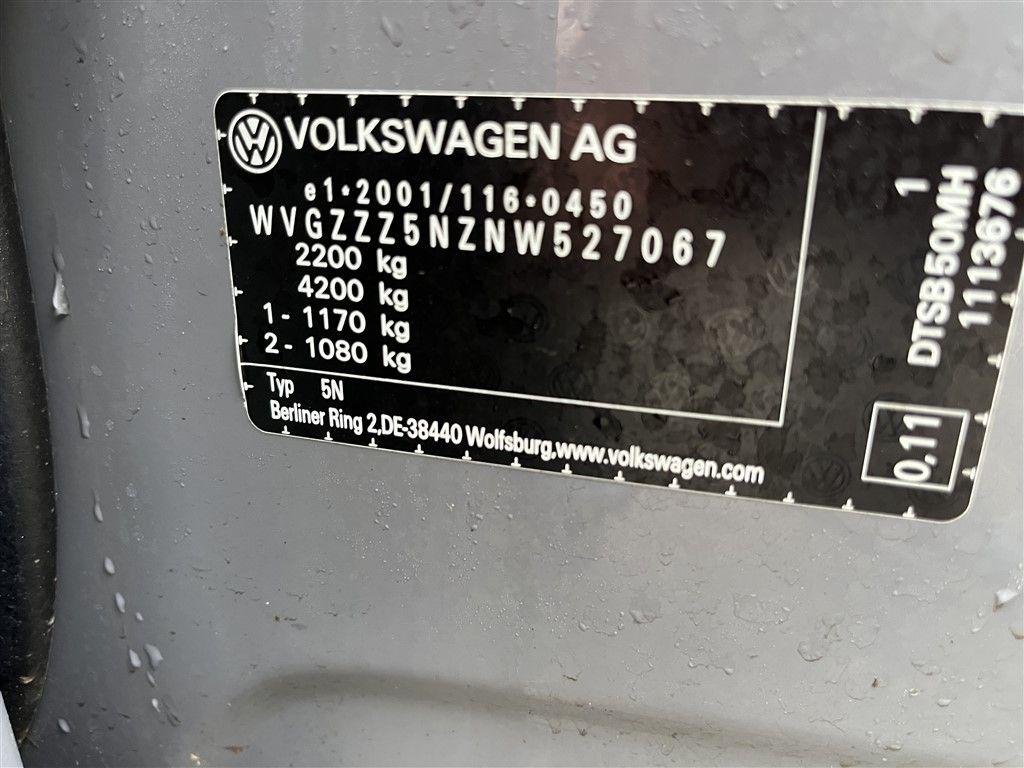 VOLKSWAGEN AG
e1*2001/116*0450
WVGZZZ5NZNW527067
2200 kg
4200 kg
1- 1170 kg
2- 1080 kg
Typ 5N
Berliner Ring 2,DE-38440 Wolfsburg,www.volkswagen.com
1
DTSB50MH
1113676
0.11